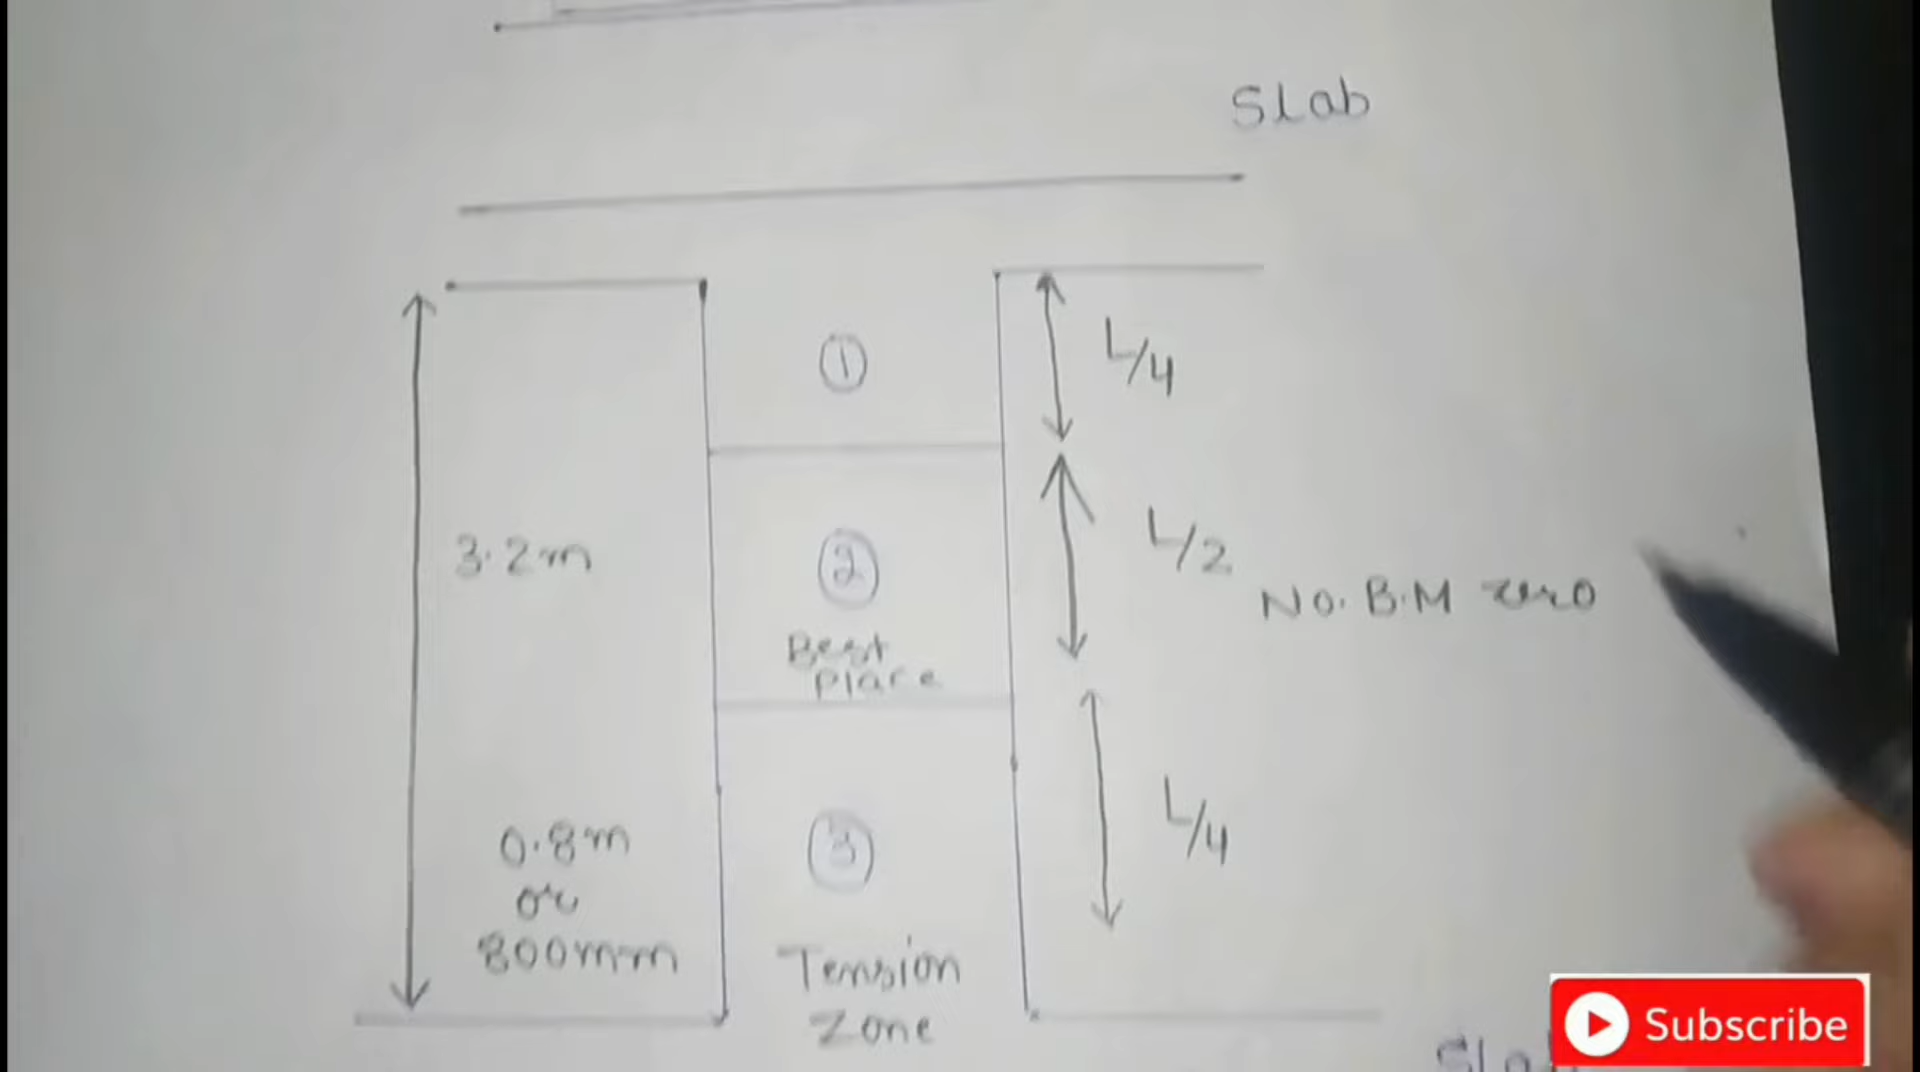 Slab
①
L/4
3.2m
②
L/2
No. B.M zero
Best
Place
③
L/4
0.8m
or
800mm
Tension
Zone
Subscribe